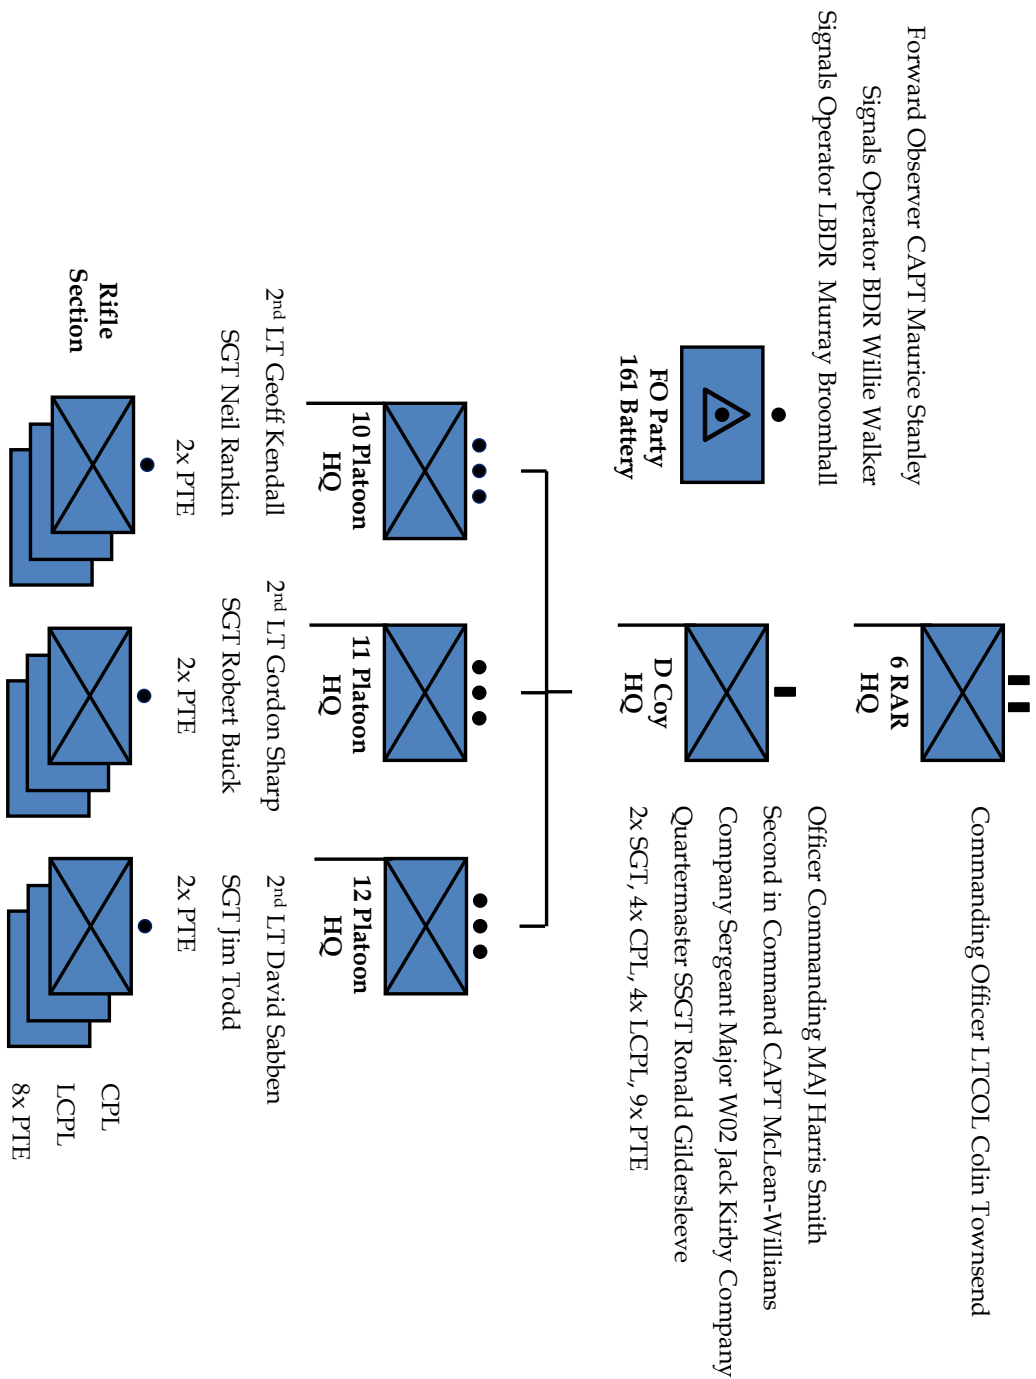 Commanding Officer LTCOL Colin Townsend
6 RAR
HQ
Forward Observer CAPT Maurice Stanley
Signals Operator BDR Willie Walker
Signals Operator LBDR Murray Broomhall
FO Party
161 Battery
D Coy
HQ
Officer Commanding MAJ Harris Smith
Second in Command CAPT McLean-Williams
Company Sergeant Major W02 Jack Kirby Company
Quartermaster SSGT Ronald Gildersleeve
2x SGT, 4x CPL, 4x LCPL, 9x PTE
10 Platoon
HQ
11 Platoon
HQ
12 Platoon
HQ
2nd LT Geoff Kendall
SGT Neil Rankin
2x PTE
2nd LT Gordon Sharp
SGT Robert Buick
2x PTE
2nd LT David Sabben
SGT Jim Todd
2x PTE
Rifle
Section
CPL
LCPL
8x PTE